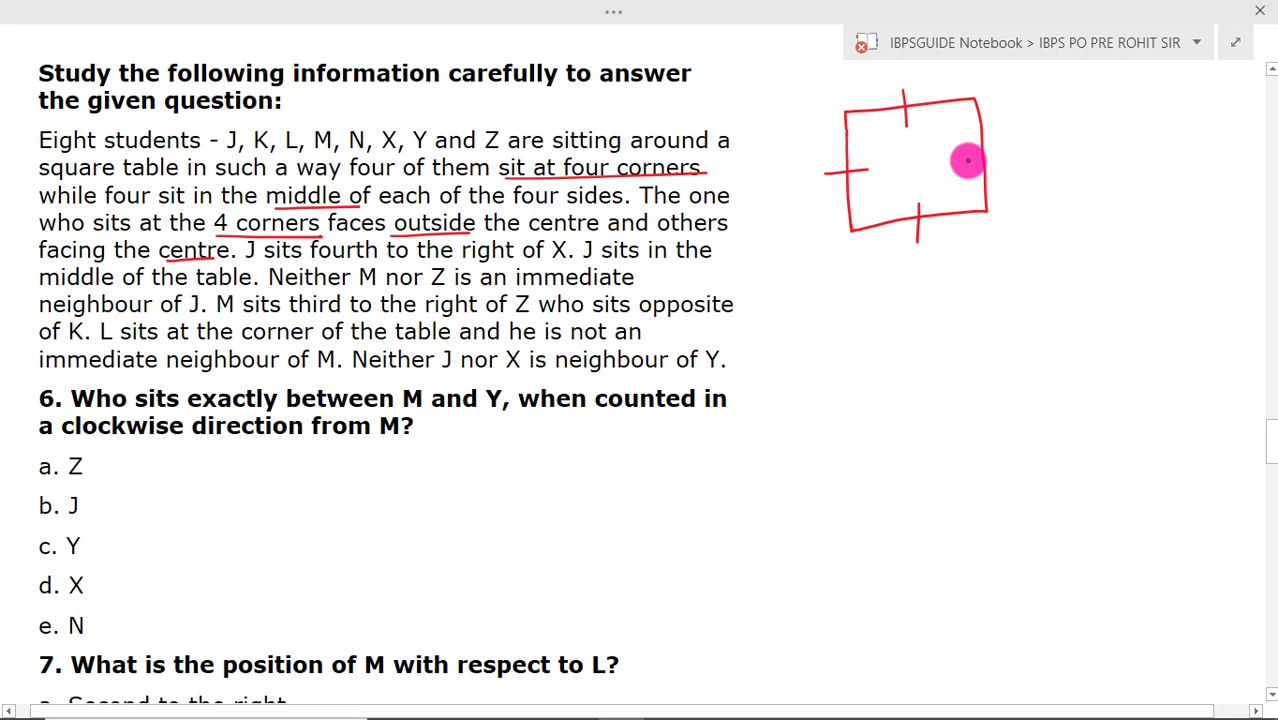 IBPSGUIDE Notebook > IBPS PO PRE ROHIT SIR
Study the following information carefully to answer
the given question:
Eight students - J, K, L, M, N, X, Y and Z are sitting around a
square table in such a way four of them sit at four corners
while four sit in the middle of each of the four sides. The one
who sits at the 4 corners faces outside the centre and others
facing the centre. J sits fourth to the right of X. J sits in the
middle of the table. Neither M nor Z is an immediate
neighbour of J. M sits third to the right of Z who sits opposite
of K. L sits at the corner of the table and he is not an
immediate neighbour of M. Neither J nor X is neighbour of Y.
6. Who sits exactly between M and Y, when counted in
a clockwise direction from M?
a. Z
b. J
c. Y
d. X
e. N
7. What is the position of M with respect to L?
a. Second to the right